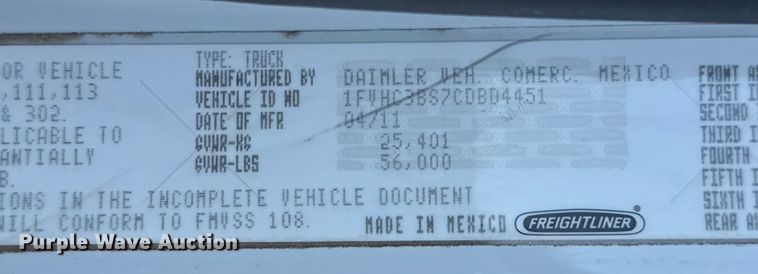 TYPE: TRUCK
OR VEHICLE MANUFACTURED BY DAIMLER VEH. COMERC. MEXICO FRONT A
,111,113 VEHICLE ID NO 1FVHC3BS7CDBD4451 FIRST I
& 302. DATE OF MFR 04/11 SECOND
LICABLE TO GVWR-KG 25,401 THIRD I
ANTIALLY GVWR-LBS 56,000 FOURTH
B. FIFTH I
IONS IN THE INCOMPLETE VEHICLE DOCUMENT SIXTH I
WILL CONFORM TO FMVSS 108. MADE IN MEXICO FREIGHTLINER ® REAR A
Purple Wave Auction